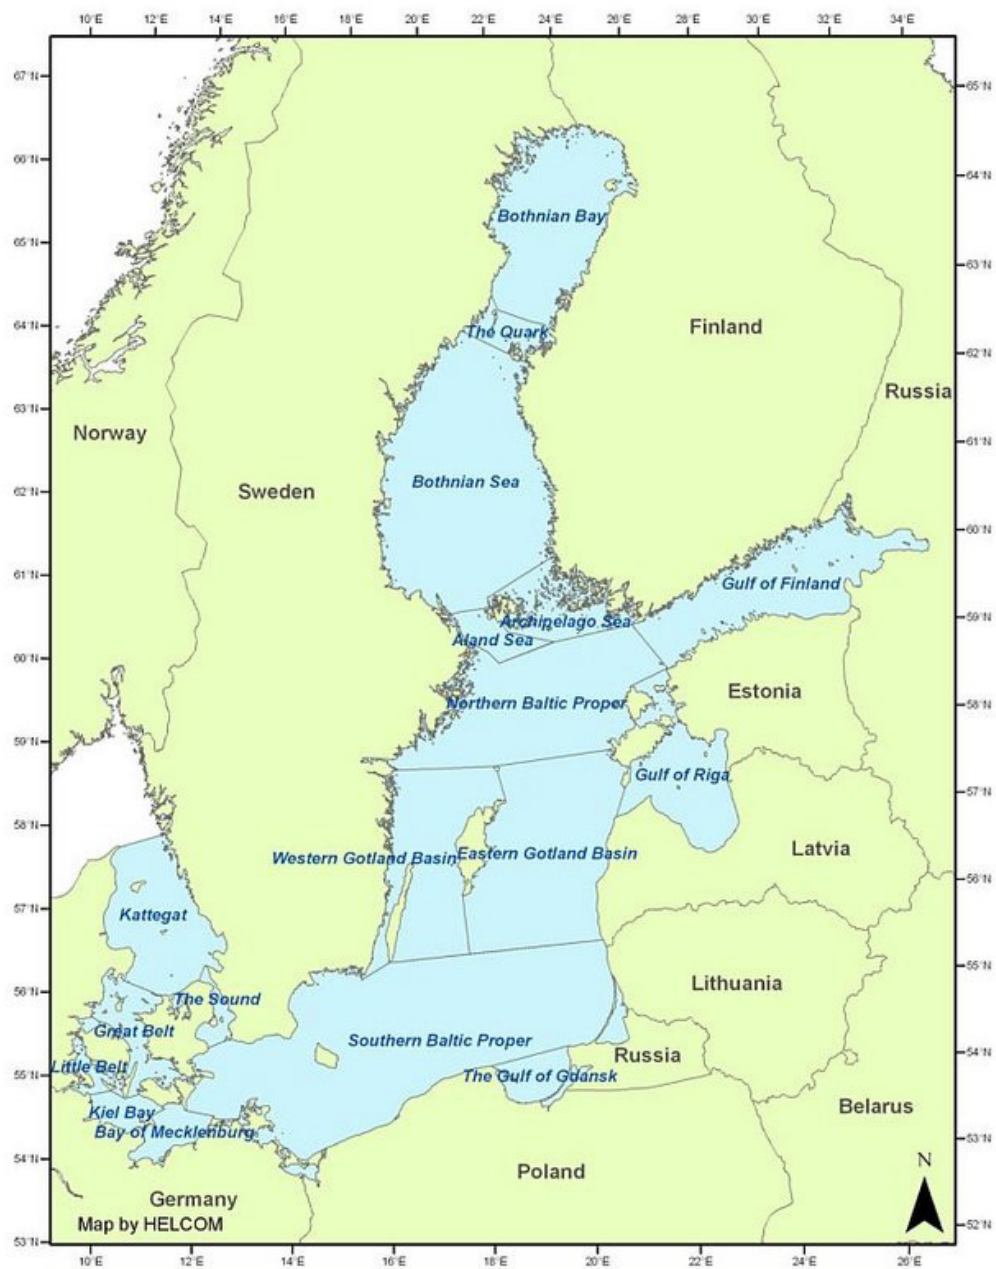 10°E 12°E 14°E 16°E 18°E 20°E 22°E 24°E 26°E 28°E 30°E 32°E 34°E
67°N
65°N
66°N
64°N
Bothnian Bay
65°N
63°N
64°N
The Quark
Finland
62°N
Russia
63°N
Norway
61°N
Bothnian Sea
Sweden
62°N
60°N
61°N
Gulf of Finland
59°N
Archipelago Sea
Aland Sea
60°N
Estonia
Northern Baltic Proper
58°N
59°N
Gulf of Riga
57°N
58°N
Latvia
Western Gotland Basin
Eastern Gotland Basin
56°N
57°N
Kattegat
55°N
Lithuania
56°N
The Sound
Great Belt
Southern Baltic Proper
54°N
Russia
Little Belt
55°N
The Gulf of Gdansk
Kiel Bay
Belarus
Bay of Mecklenburg
53°N
54°N
N
Poland
Germany
Map by HELCOM
52°N
53°N
10°E 12°E 14°E 16°E 18°E 20°E 22°E 24°E 26°E